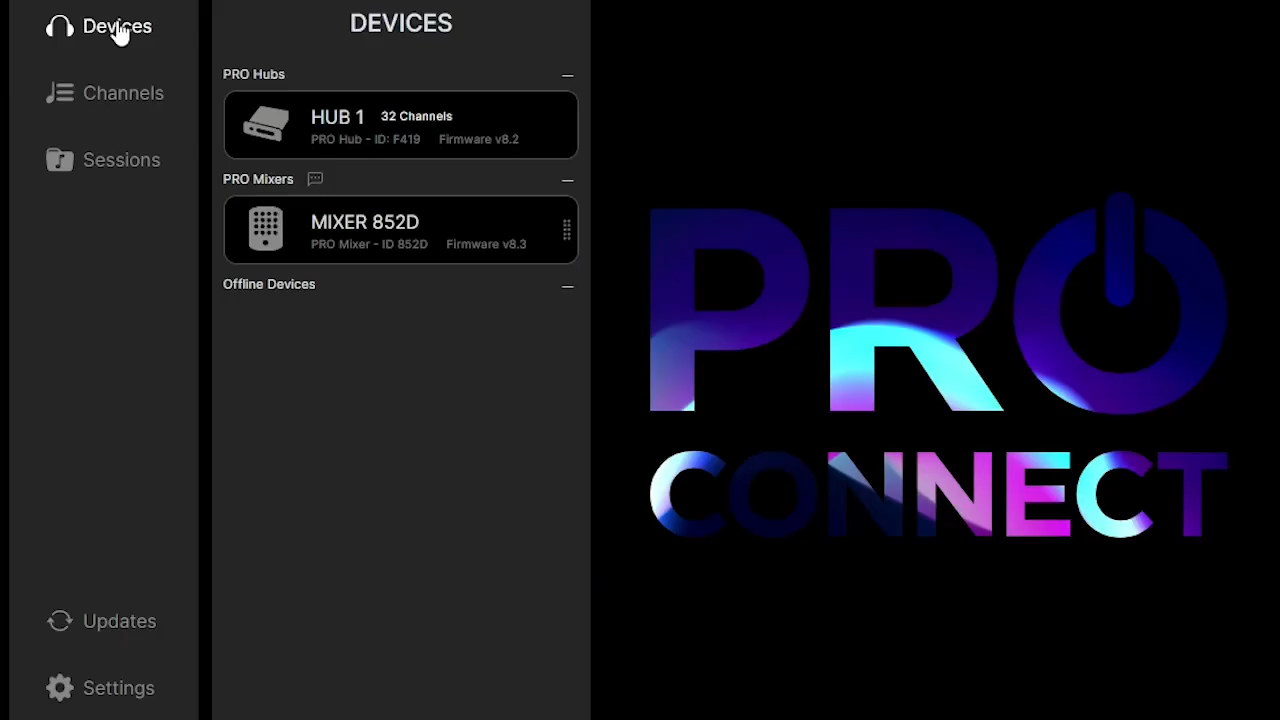 Devices
Channels
Sessions
Updates
Settings
DEVICES
PRO Hubs
HUB 1 32 Channels
PRO Hub - ID: F419 Firmware v8.2
PRO Mixers
MIXER 852D
PRO Mixer - ID 852D Firmware v8.3
Offline Devices
PRO
CONNECT